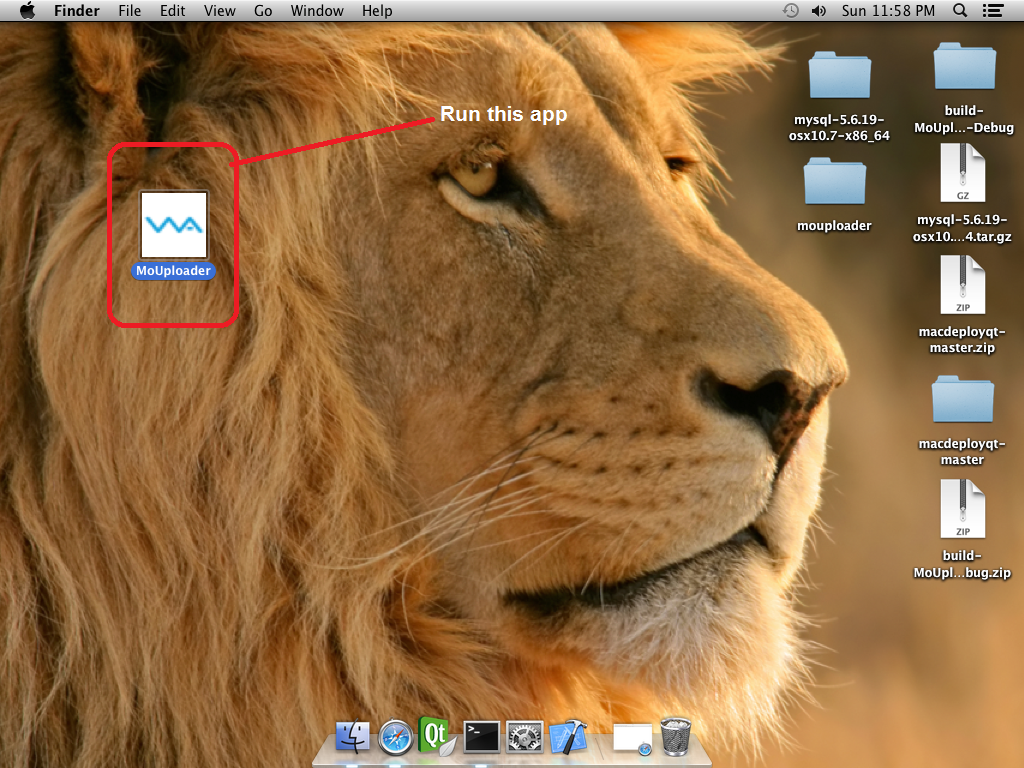 Finder File Edit View Go Window Help Sun 11:58 PM
Run this app
MoUploader
mysql-5.6.19-
osx10.7-x86_64
build-
MoUpl...-Debug
mouploader
GZ
mysql-5.6.19-
osx10....4.tar.gz
ZIP
macdeployqt-
master.zip
macdeployqt-
master
ZIP
build-
MoUpl...bug.zip
Qt
>_